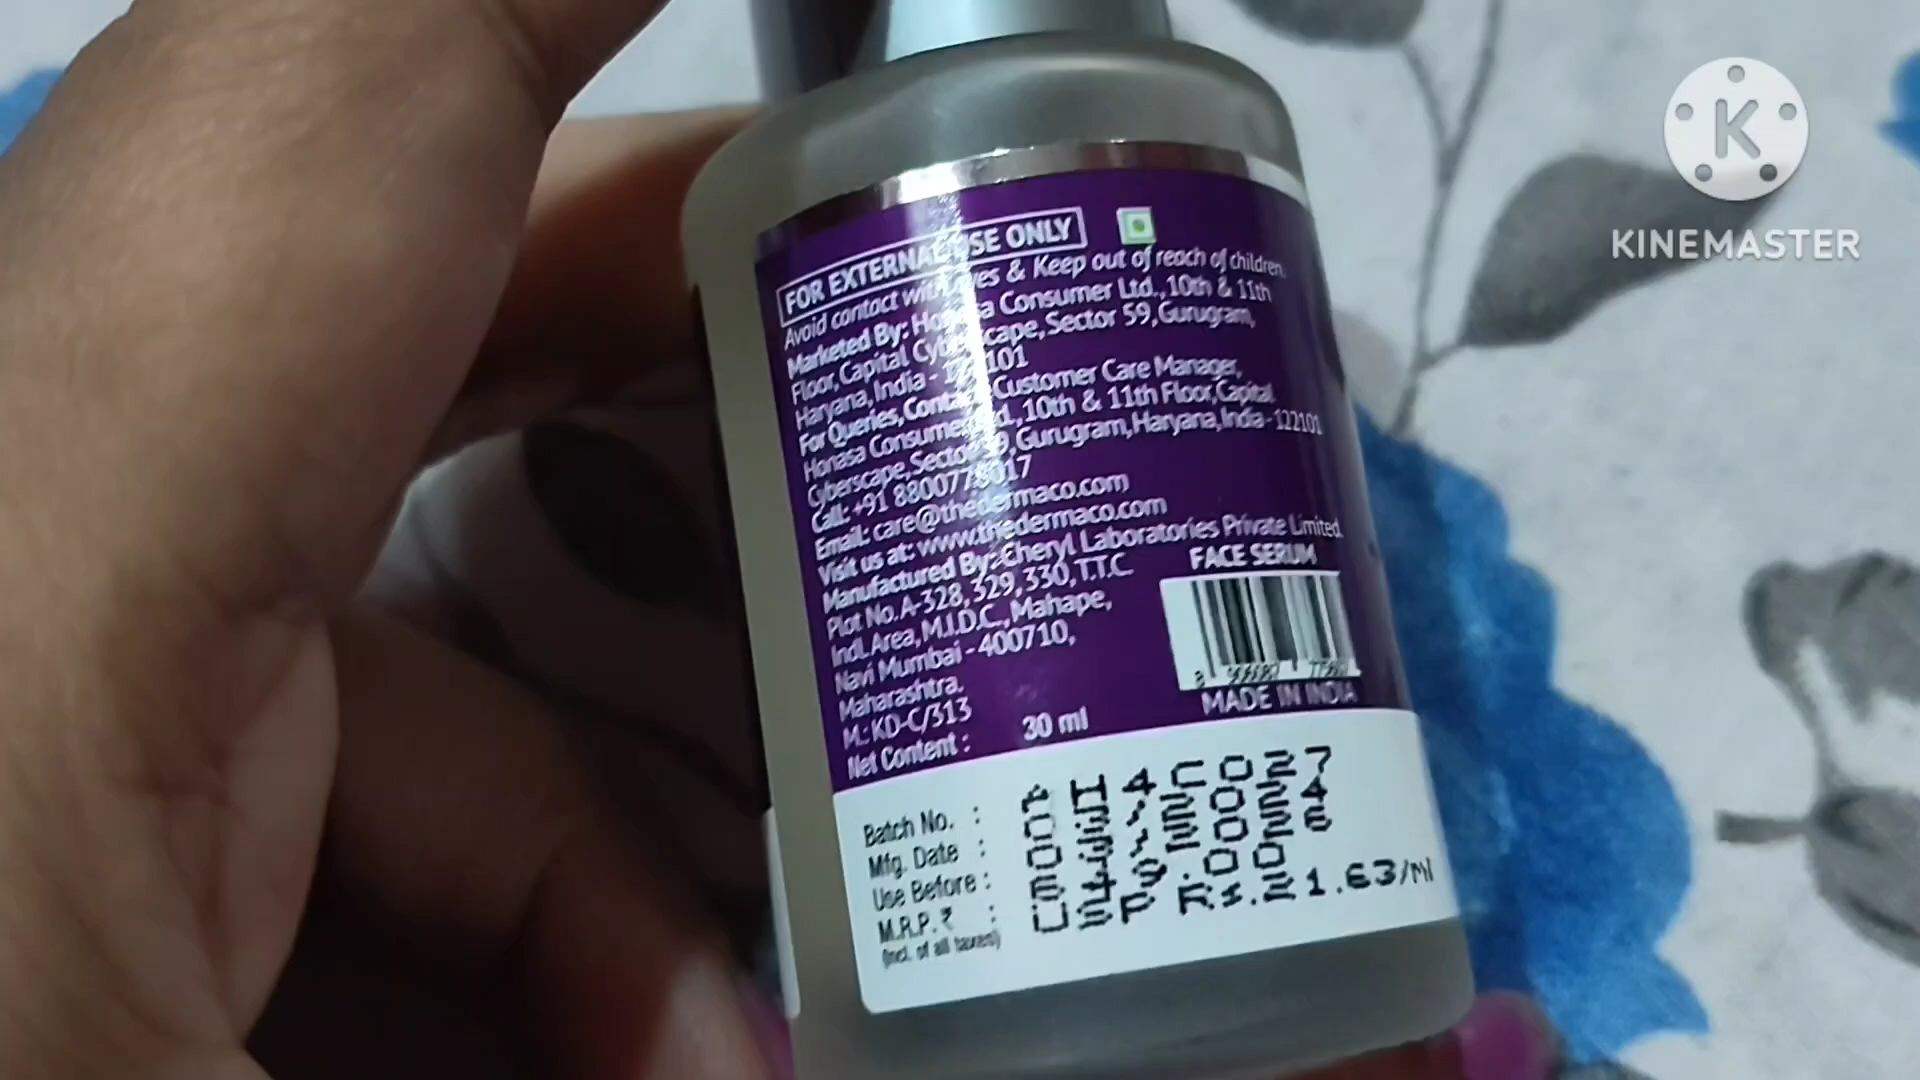 FOR EXTERNAL USE ONLY
Avoid contact with eyes & Keep out of reach of children.
Marketed By: Honasa Consumer Ltd., 10th & 11th
Floor, Capital Cyberscape, Sector 59, Gurugram,
Haryana, India - 122101
For Queries, Contact Customer Care Manager,
Honasa Consumer Ltd., 10th & 11th Floor, Capital
Cyberscape, Sector 59, Gurugram, Haryana, India-122101
Call: +91
Email: care@thedermaco.com
Visit us at: www.thedermaco.com
Manufactured By: Cheryl Laboratories Private Limited.
Plot No. A-328, 329, 330, T.T.C.
Indl. Area, M.I.D.C., Mahape,
Navi Mumbai - 400710,
Maharashtra.
M.: KD-C/313
Net Content : 30 ml
FACE SERUM
MADE IN INDIA
Batch No. :
Mfg. Date :
Use Before :
M.R.P. ₹ :
(Incl. of all taxes)
Rs.21.63/Ml
K
KINEMASTER